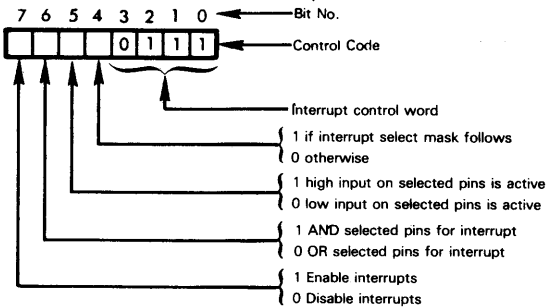 7 6 5 4 3 2 1 0 Bit No.
0 1 1 1 Control Code
Interrupt control word
1 if interrupt select mask follows
0 otherwise
1 high input on selected pins is active
0 low input on selected pins is active
1 AND selected pins for interrupt
0 OR selected pins for interrupt
1 Enable interrupts
0 Disable interrupts